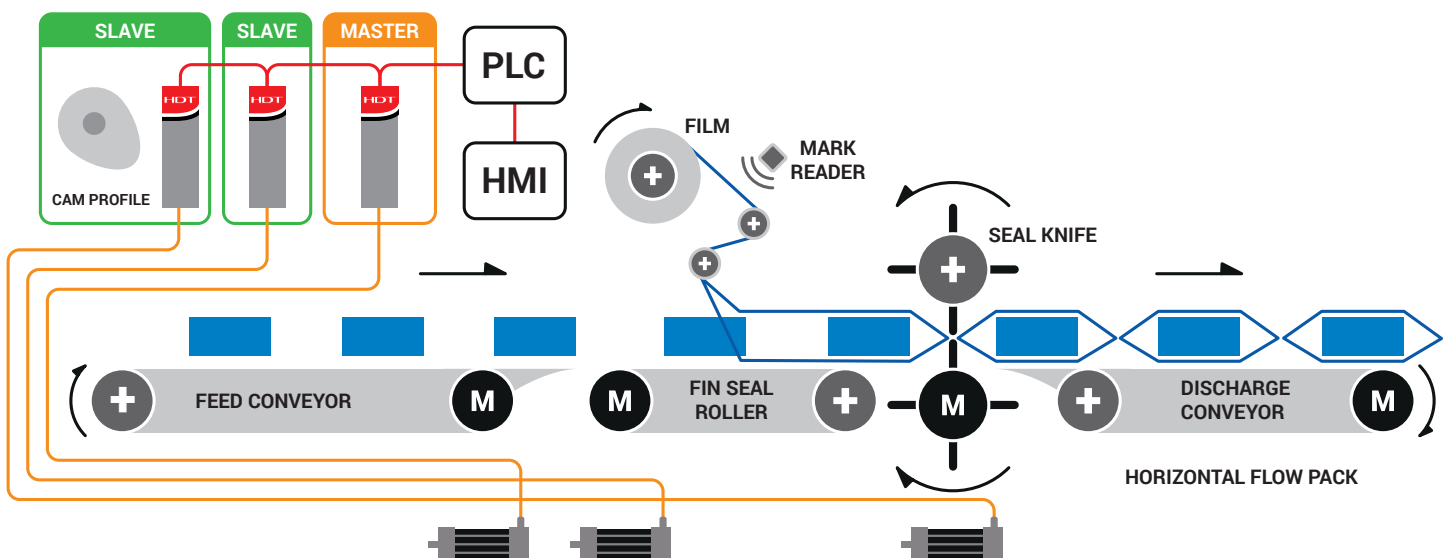 SLAVE
SLAVE
MASTER
HDT
HDT
HDT
CAM PROFILE
PLC
HMI
FILM
MARK
READER
SEAL KNIFE
FEED CONVEYOR
M
M
FIN SEAL
ROLLER
M
DISCHARGE
CONVEYOR
M
HORIZONTAL FLOW PACK